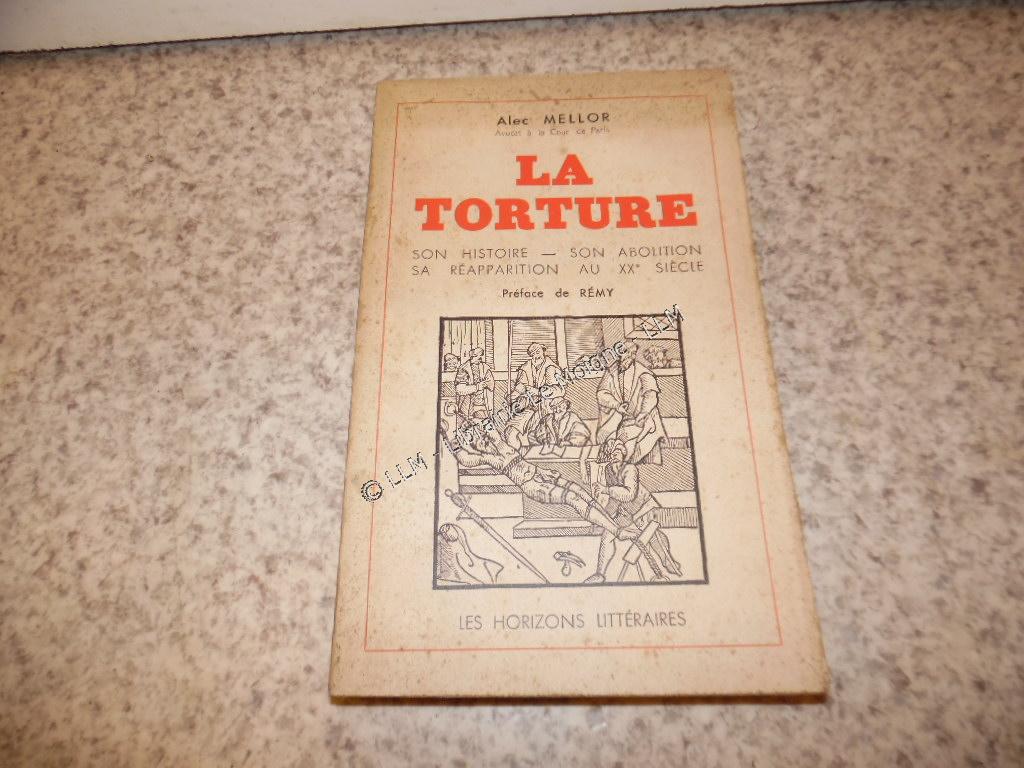 Alec MELLOR
Avocat à la Cour de Paris
LA
TORTURE
SON HISTOIRE — SON ABOLITION
SA RÉAPPARITION AU XXe SIÈCLE
Préface de RÉMY
© LLM - Librairie Le Moigne - LLM
LES HORIZONS LITTÉRAIRES